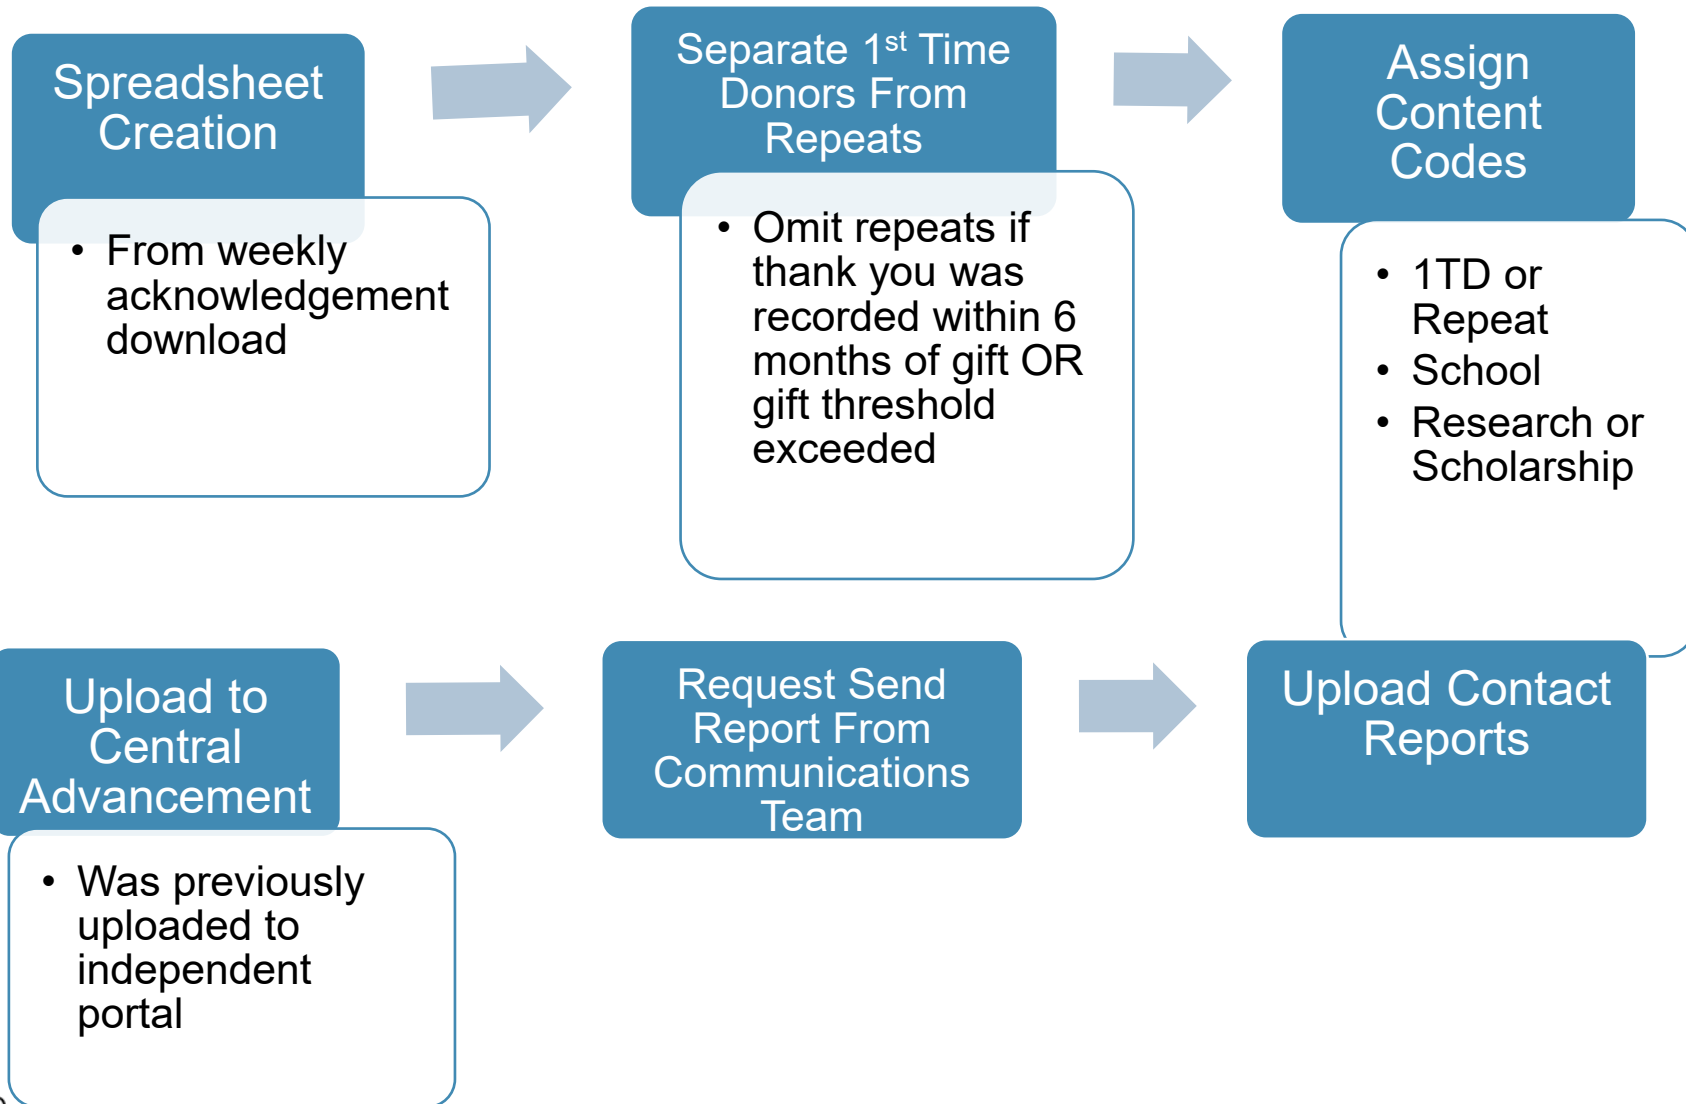 Spreadsheet
Creation
• From weekly
acknowledgement
download
Separate 1st Time
Donors From
Repeats
• Omit repeats if
thank you was
recorded within 6
months of gift OR
gift threshold
exceeded
Assign
Content
Codes
• 1TD or
Repeat
• School
• Research or
Scholarship
Upload to
Central
Advancement
• Was previously
uploaded to
independent
portal
Request Send
Report From
Communications
Team
Upload Contact
Reports